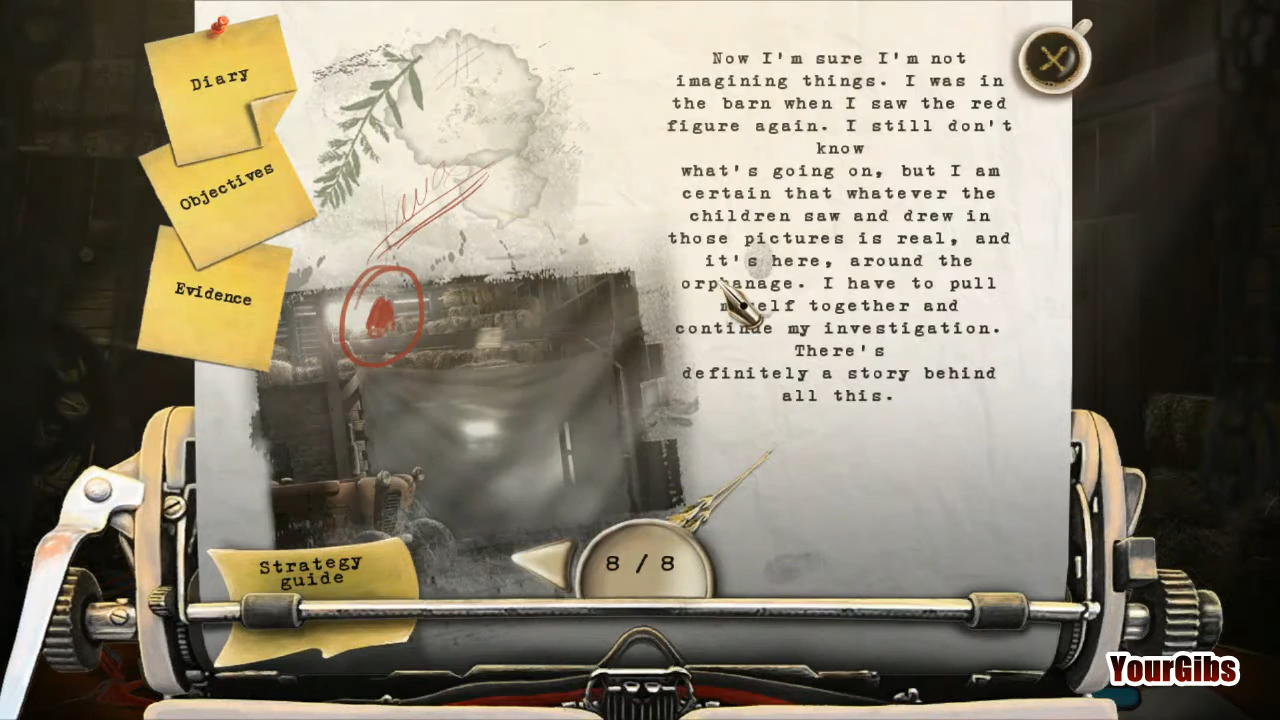 Diary
Objectives
Evidence
Now I'm sure I'm not
imagining things. I was in
the barn when I saw the red
figure again. I still don't
know
what's going on, but I am
certain that whatever the
children saw and drew in
those pictures is real, and
it's here, around the
orphanage. I have to pull
myself together and
continue my investigation.
There's
definitely a story behind
all this.
Strategy
guide
8 / 8
YourGibs